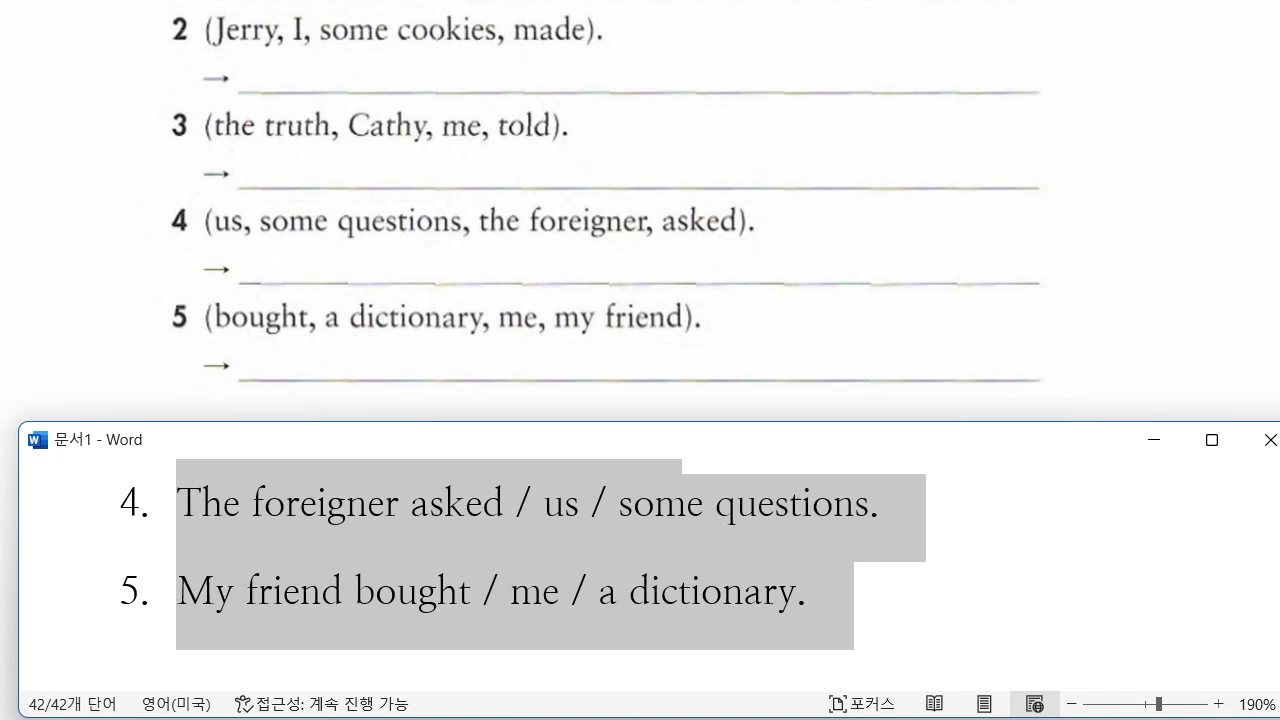 2 (Jerry, I, some cookies, made).
→
3 (the truth, Cathy, me, told).
→
4 (us, some questions, the foreigner, asked).
→
5 (bought, a dictionary, me, my friend).
→
문서1 - Word
4. The foreigner asked / us / some questions.
5. My friend bought / me / a dictionary.
42/42개 단어 영어(미국) 접근성: 계속 진행 가능 포커스 190%